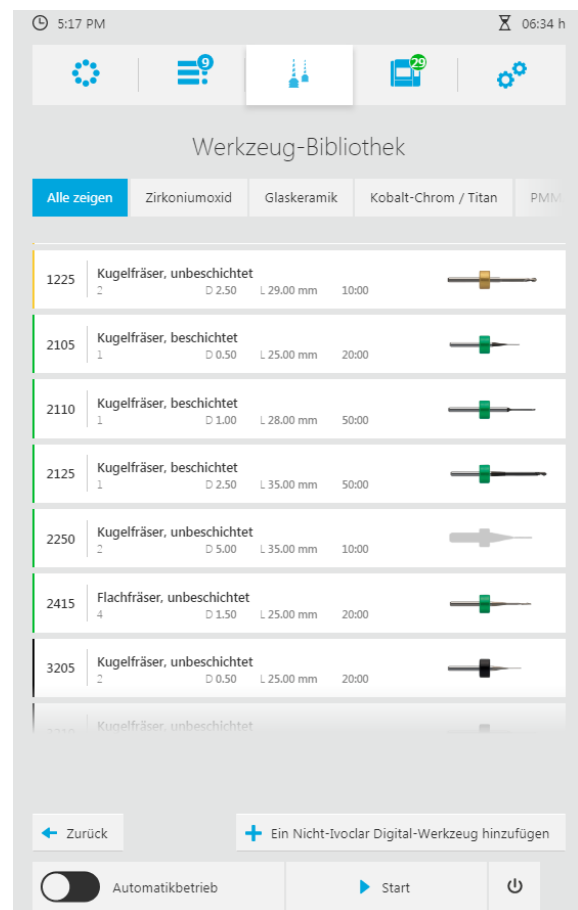 5:17 PM
06:34 h
9
29
Werkzeug-Bibliothek
Alle zeigen
Zirkoniumoxid
Glaskeramik
Kobalt-Chrom / Titan
PMM
1225
Kugelfräser, unbeschichtet
2 D 2.50 L 29.00 mm 10:00
2105
Kugelfräser, beschichtet
1 D 0.50 L 25.00 mm 20:00
2110
Kugelfräser, beschichtet
1 D 1.00 L 28.00 mm 50:00
2125
Kugelfräser, beschichtet
1 D 2.50 L 35.00 mm 50:00
2250
Kugelfräser, unbeschichtet
2 D 5.00 L 35.00 mm 10:00
2415
Flachfräser, unbeschichtet
4 D 1.50 L 25.00 mm 20:00
3205
Kugelfräser, unbeschichtet
2 D 0.50 L 25.00 mm 20:00
Kugelfräser, unbeschichtet
Zurück
Ein Nicht-Ivoclar Digital-Werkzeug hinzufügen
Automatikbetrieb
Start